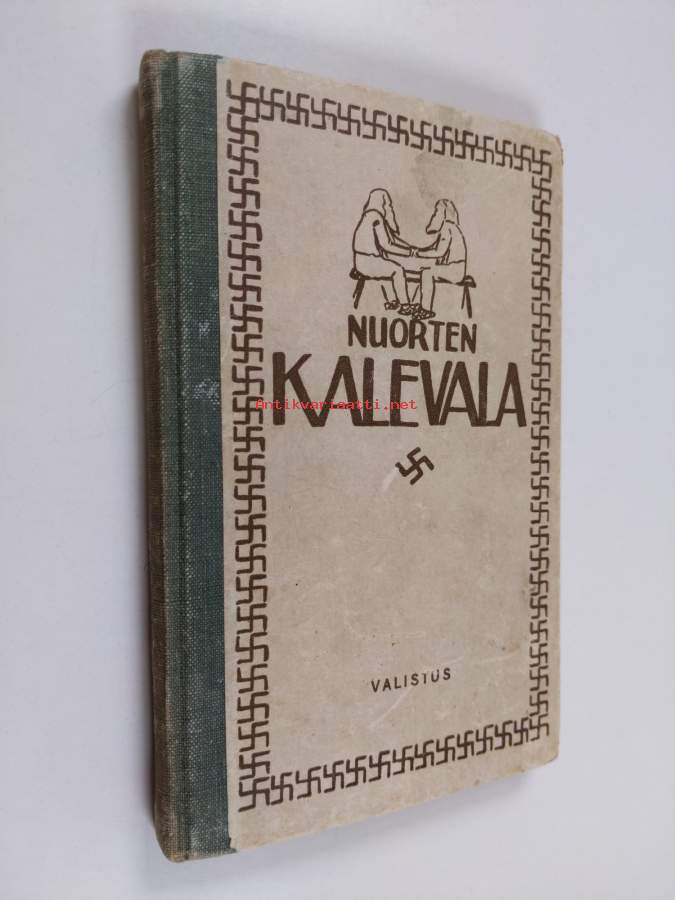 NUORTEN
KALEVALA
Antikvariaatti.net
VALISTUS